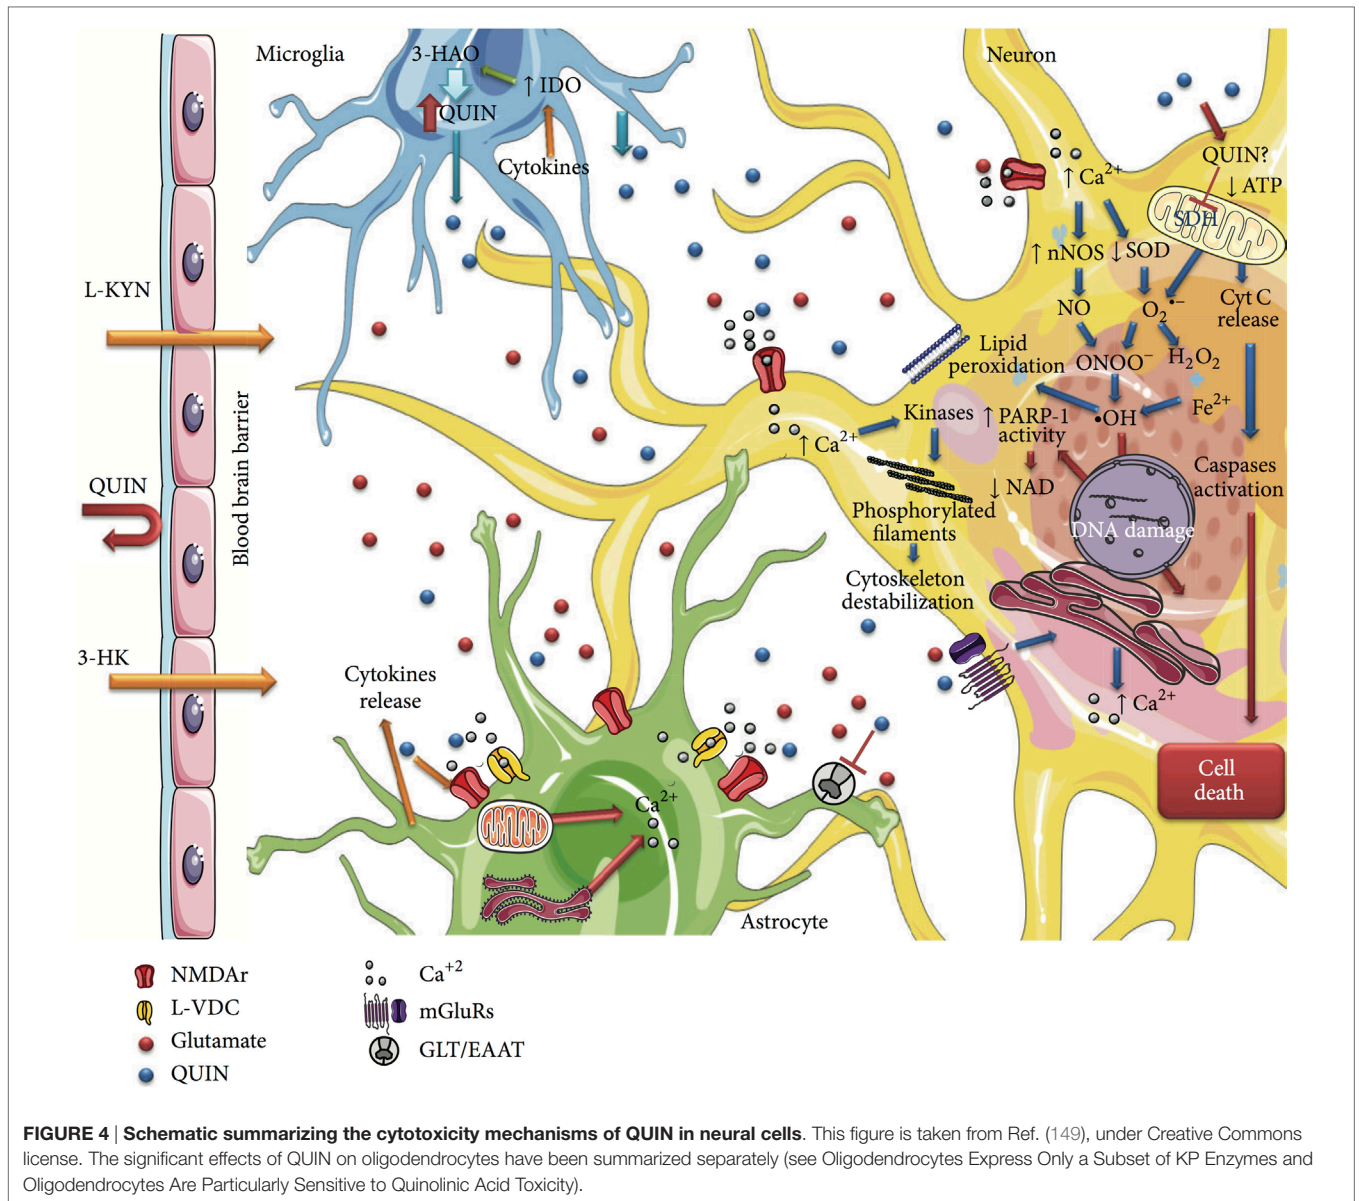 Microglia
3-HAO
↑ IDO
QUIN
Cytokines
Neuron
QUIN?
↓ ATP
SDH
↑ Ca²⁺
↑ nNOS
↓ SOD
NO
O₂•−
Cyt C
release
Lipid
peroxidation
ONOO⁻
H₂O₂
Fe²⁺
•OH
Kinases
↑ PARP-1
activity
↑ Ca²⁺
↓ NAD
Caspases
activation
Phosphorylated
filaments
DNA damage
Cytoskeleton
destabilization
↑ Ca²⁺
Cell
death
L-KYN
Blood brain barrier
QUIN
3-HK
Cytokines
release
Ca²⁺
Astrocyte
NMDAr
L-VDC
Glutamate
QUIN
Ca⁺²
mGluRs
GLT/EAAT
FIGURE 4 | Schematic summarizing the cytotoxicity mechanisms of QUIN in neural cells. This figure is taken from Ref. (149), under Creative Commons
license. The significant effects of QUIN on oligodendrocytes have been summarized separately (see Oligodendrocytes Express Only a Subset of KP Enzymes and
Oligodendrocytes Are Particularly Sensitive to Quinolinic Acid Toxicity).